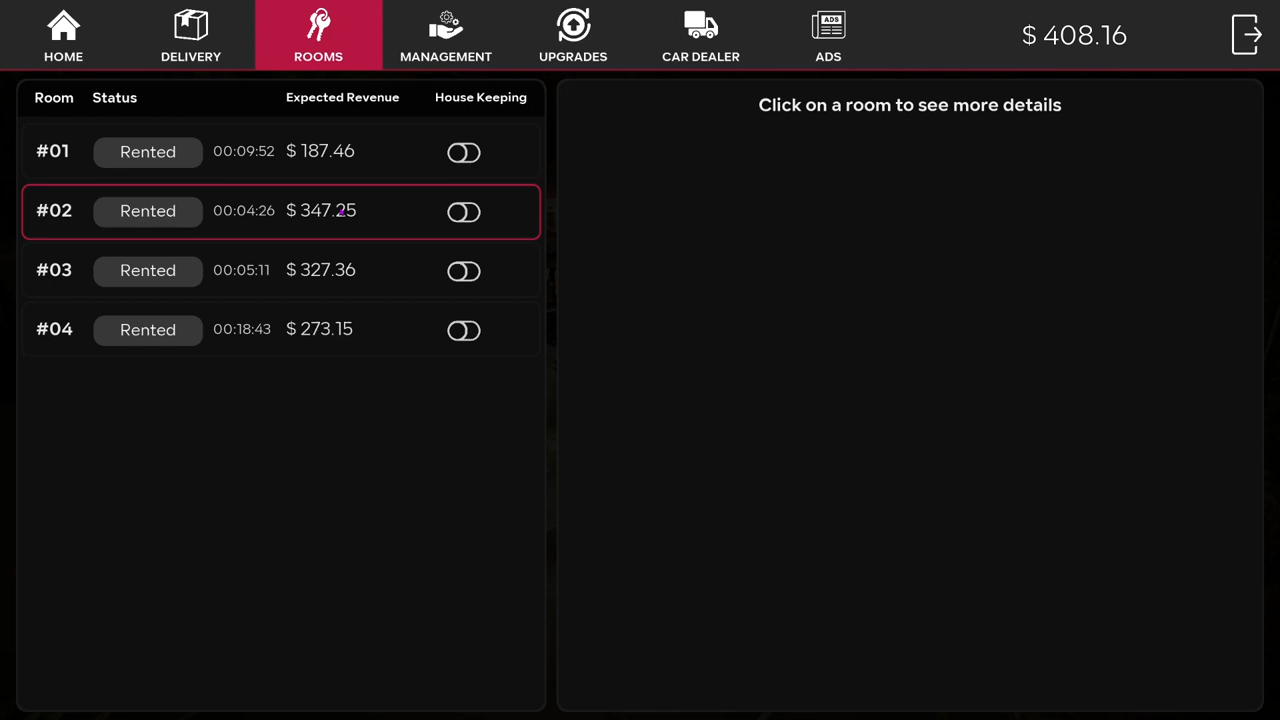 HOME DELIVERY ROOMS MANAGEMENT UPGRADES CAR DEALER ADS ADS $ 408.16
Room Status Expected Revenue House Keeping
#01 Rented 00:09:52 $ 187.46
#02 Rented 00:04:26 $ 347.25
#03 Rented 00:05:11 $ 327.36
#04 Rented 00:18:43 $ 273.15
Click on a room to see more details